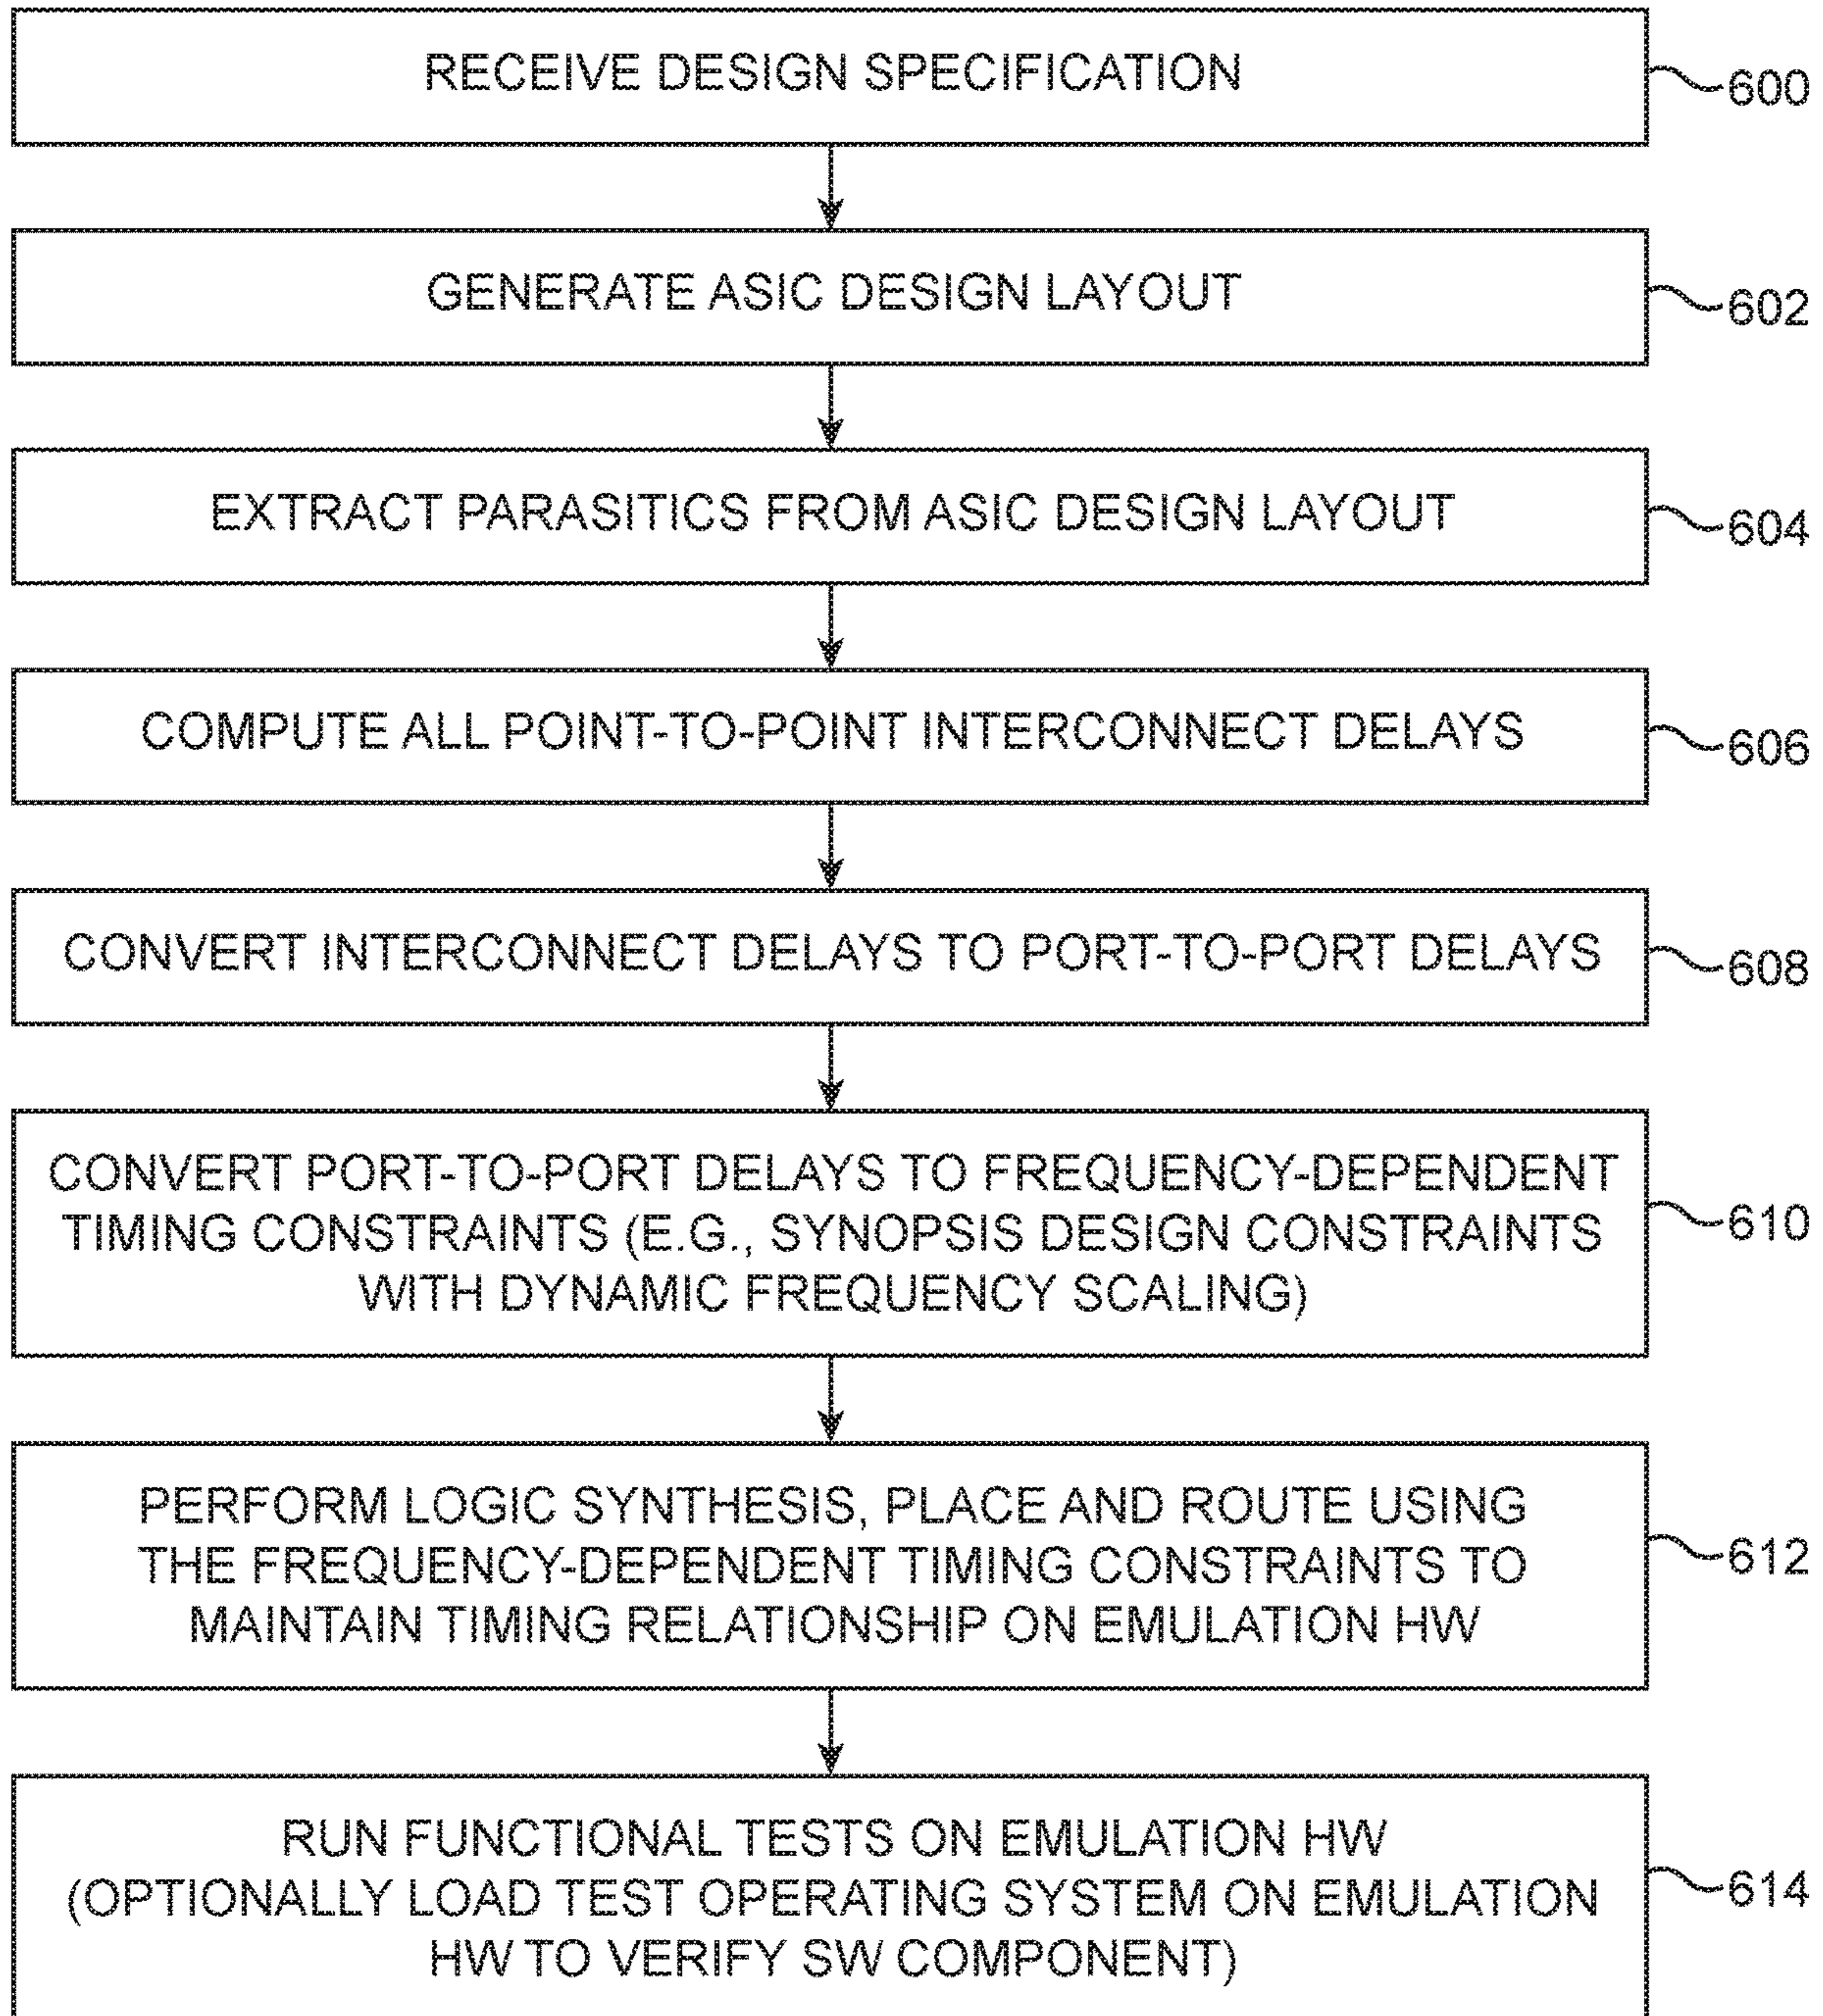 RECEIVE DESIGN SPECIFICATION
600
GENERATE ASIC DESIGN LAYOUT
602
EXTRACT PARASITICS FROM ASIC DESIGN LAYOUT
604
COMPUTE ALL POINT-TO-POINT INTERCONNECT DELAYS
606
CONVERT INTERCONNECT DELAYS TO PORT-TO-PORT DELAYS
608
CONVERT PORT-TO-PORT DELAYS TO FREQUENCY-DEPENDENT
TIMING CONSTRAINTS (E.G., SYNOPSIS DESIGN CONSTRAINTS
WITH DYNAMIC FREQUENCY SCALING)
610
PERFORM LOGIC SYNTHESIS, PLACE AND ROUTE USING
THE FREQUENCY-DEPENDENT TIMING CONSTRAINTS TO
MAINTAIN TIMING RELATIONSHIP ON EMULATION HW
612
RUN FUNCTIONAL TESTS ON EMULATION HW
(OPTIONALLY LOAD TEST OPERATING SYSTEM ON EMULATION
HW TO VERIFY SW COMPONENT)
614